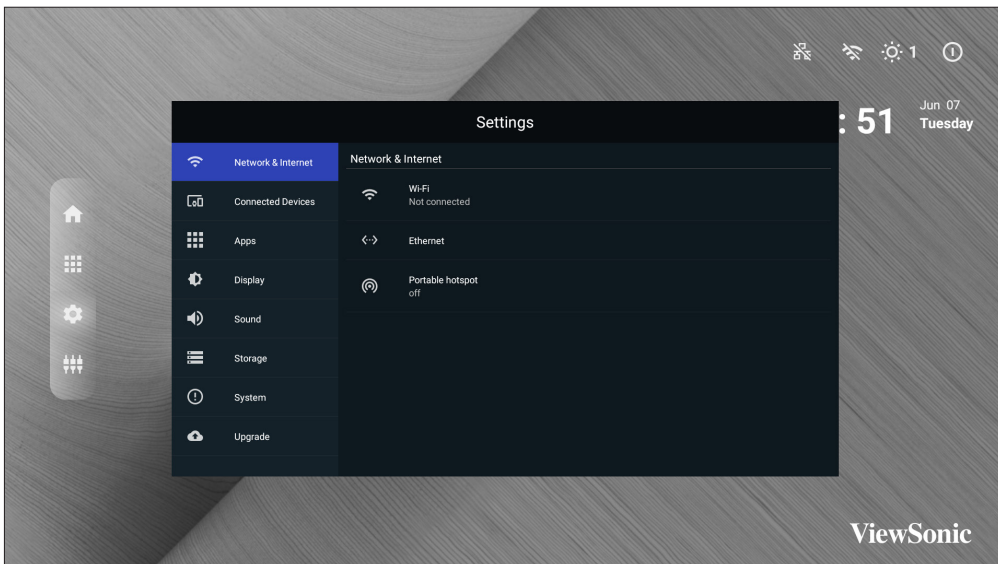 1
Jun 07
: 51
Tuesday
Settings
Network & Internet
Connected Devices
Apps
Display
Sound
Storage
System
Upgrade
Network & Internet
Wi-Fi
Not connected
Ethernet
Portable hotspot
off
ViewSonic